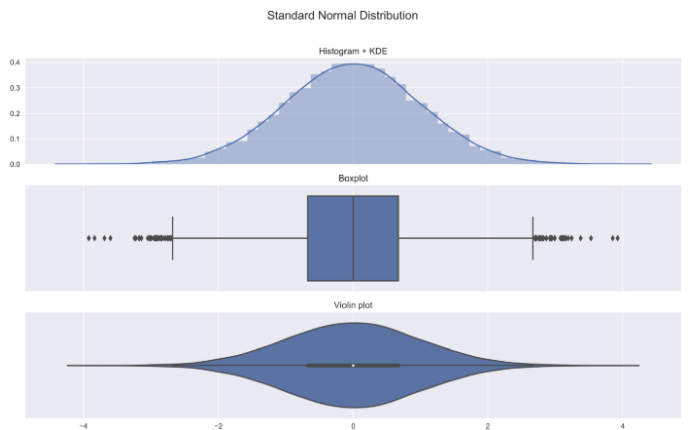 Standard Normal Distribution
Histogram + KDE
0.4
0.3
0.2
0.1
0.0
Boxplot
Violin plot
−4 −2 0 2 4